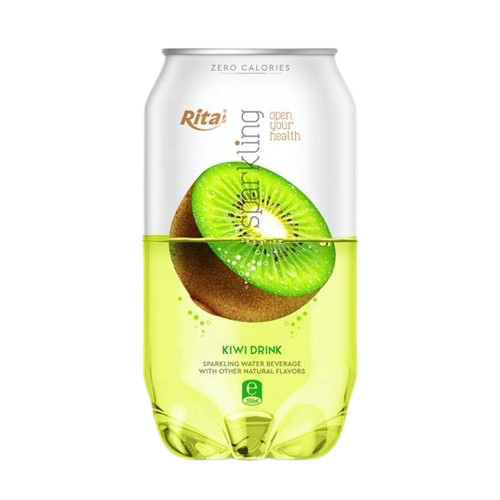 ZERO CALORIES
Rita
sparkling
open
your
health
KIWI DRINK
SPARKLING WATER BEVERAGE
WITH OTHER NATURAL FLAVORS
e